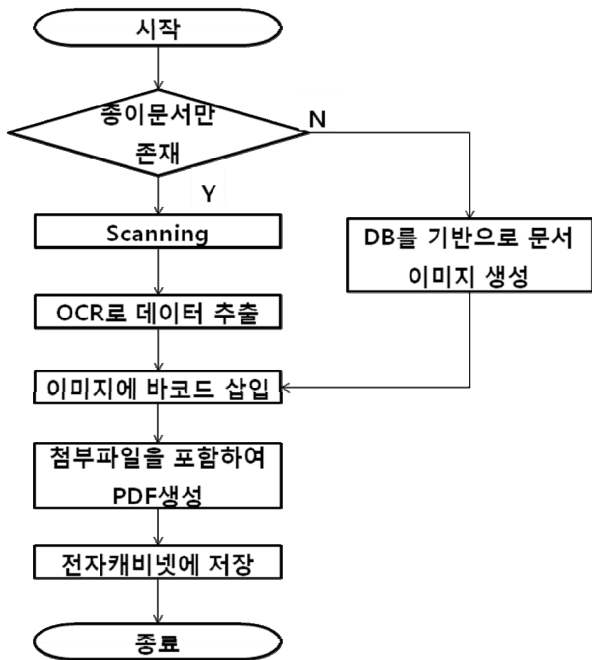 시작
종이문서만
존재
N
Y
Scanning
DB를 기반으로 문서
이미지 생성
OCR로 데이터 추출
이미지에 바코드 삽입
첨부파일을 포함하여
PDF생성
전자캐비넷에 저장
종료